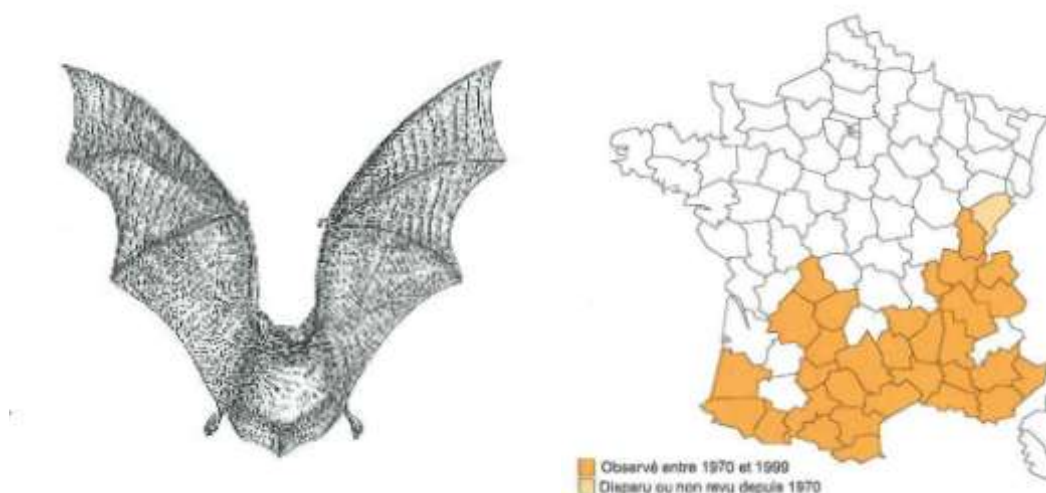 Observé entre 1970 et 1999
Disparu ou non revu depuis 1970